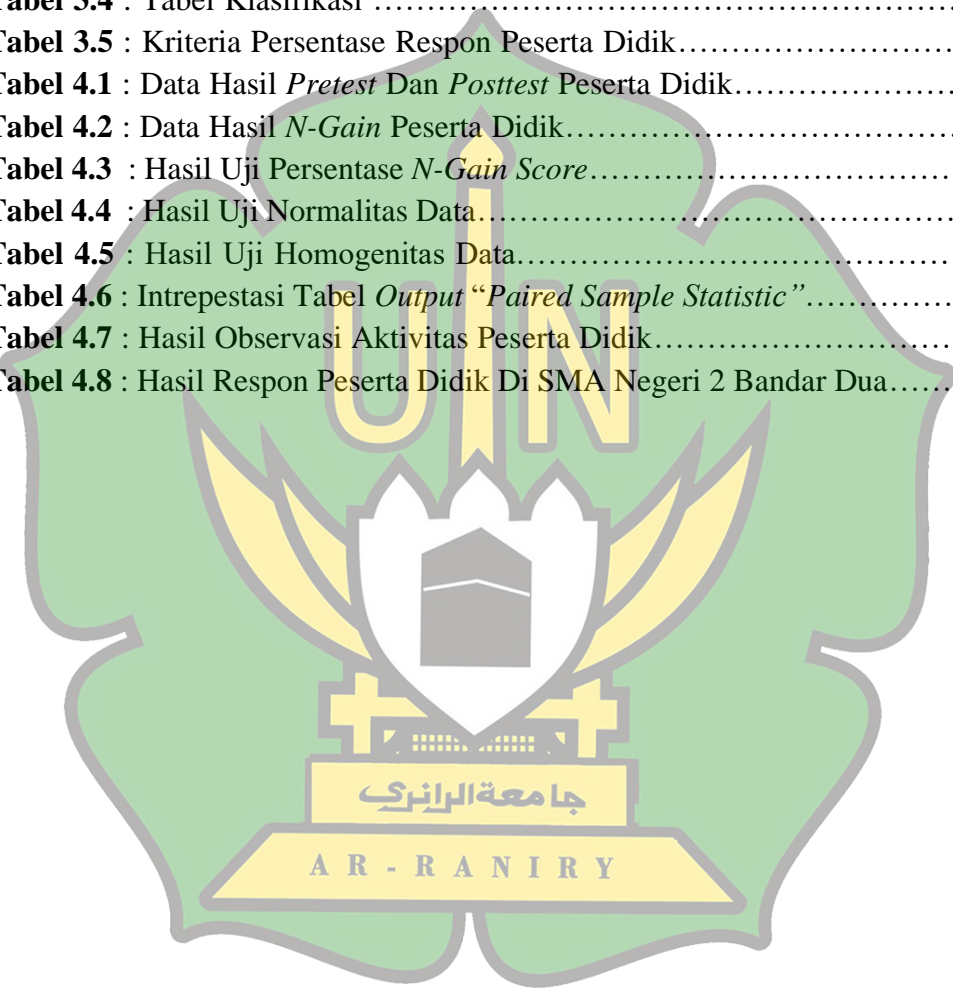 Tabel 3.4 : Tabel Klasifikasi ……………………………………………………
Tabel 3.5 : Kriteria Persentase Respon Peserta Didik………………………
Tabel 4.1 : Data Hasil Pretest Dan Posttest Peserta Didik…………………
Tabel 4.2 : Data Hasil N-Gain Peserta Didik…………………………………
Tabel 4.3 : Hasil Uji Persentase N-Gain Score………………………………
Tabel 4.4 : Hasil Uji Normalitas Data…………………………………………
Tabel 4.5 : Hasil Uji Homogenitas Data………………………………………
Tabel 4.6 : Intrepestasi Tabel Output “Paired Sample Statistic”……………
Tabel 4.7 : Hasil Observasi Aktivitas Peserta Didik…………………………
Tabel 4.8 : Hasil Respon Peserta Didik Di SMA Negeri 2 Bandar Dua……
UIN
جامعة الرانري
AR-RANIRY